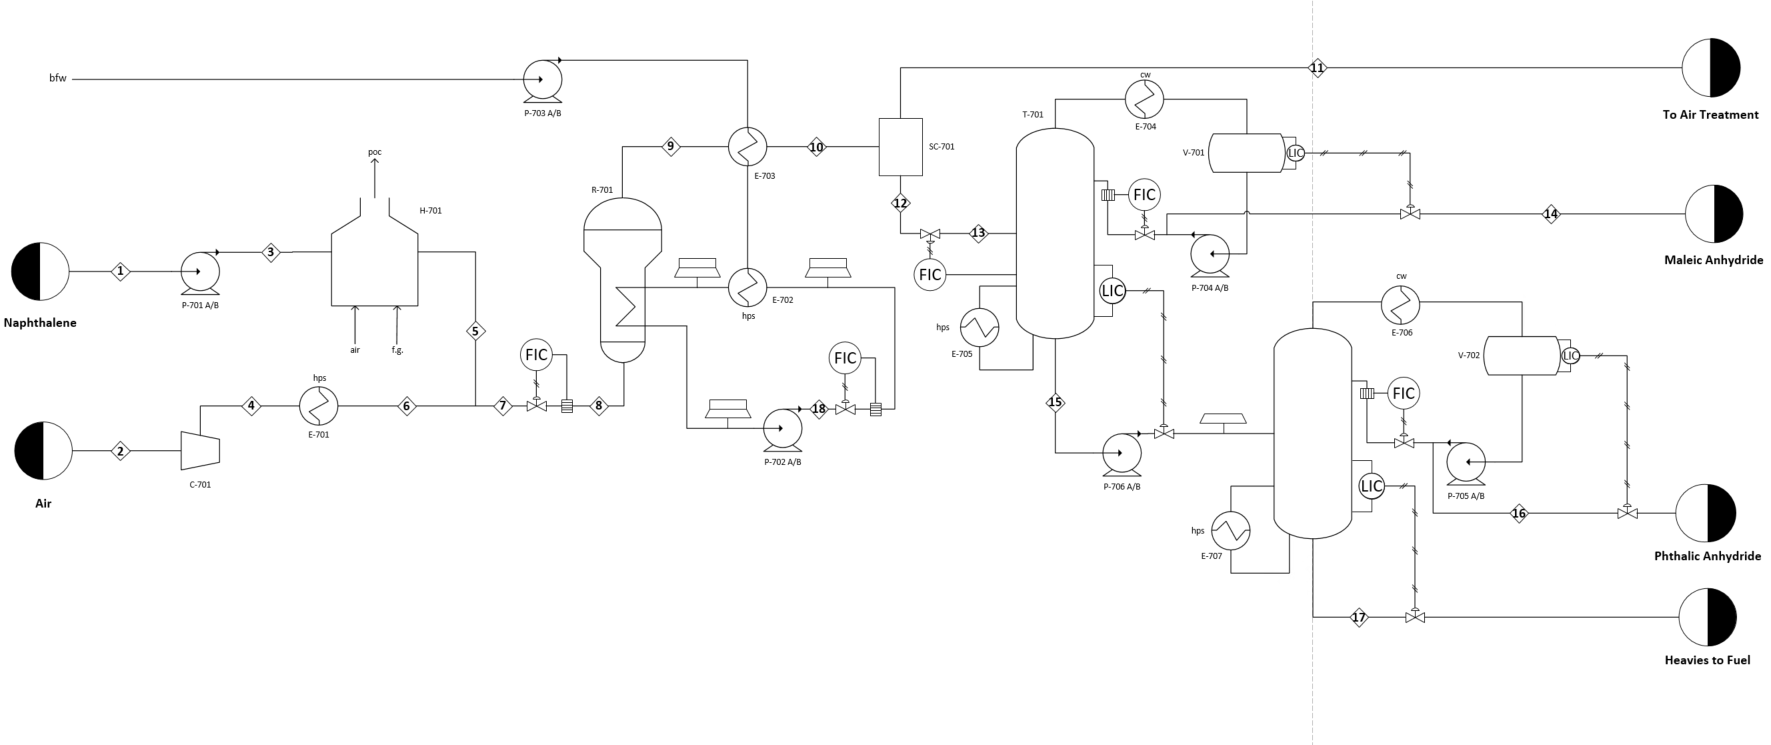 cw
11
To Air Treatment
bfw
P-703 A/B
T-701
E-704
9
10
SC-701
V-701
LIC
poc
E-703
R-701
FIC
H-701
12
13
14
Maleic Anhydride
3
1
P-701 A/B
Naphthalene
FIC
LIC
P-704 A/B
cw
E-702
hps
hps
E-705
E-706
5
air
f.g.
FIC
FIC
V-702
LIC
hps
4
6
7
8
18
15
FIC
E-701
2
C-701
Air
P-702 A/B
P-706 A/B
LIC
P-705 A/B
16
hps
E-707
Phthalic Anhydride
17
Heavies to Fuel